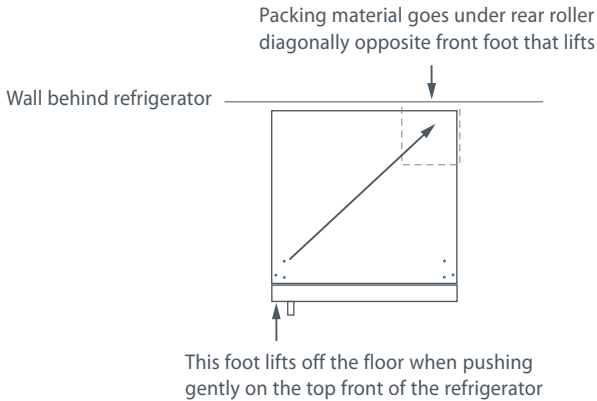 Packing material goes under rear roller
diagonally opposite front foot that lifts
Wall behind refrigerator
This foot lifts off the floor when pushing
gently on the top front of the refrigerator